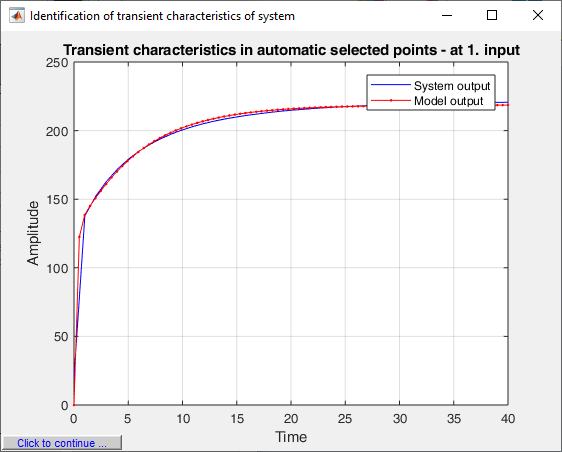 Identification of transient characteristics of system
Transient characteristics in automatic selected points - at 1. input
System output
Model output
250
200
150
100
50
0
Amplitude
0 5 10 15 20 25 30 35 40
Time
Click to continue ...